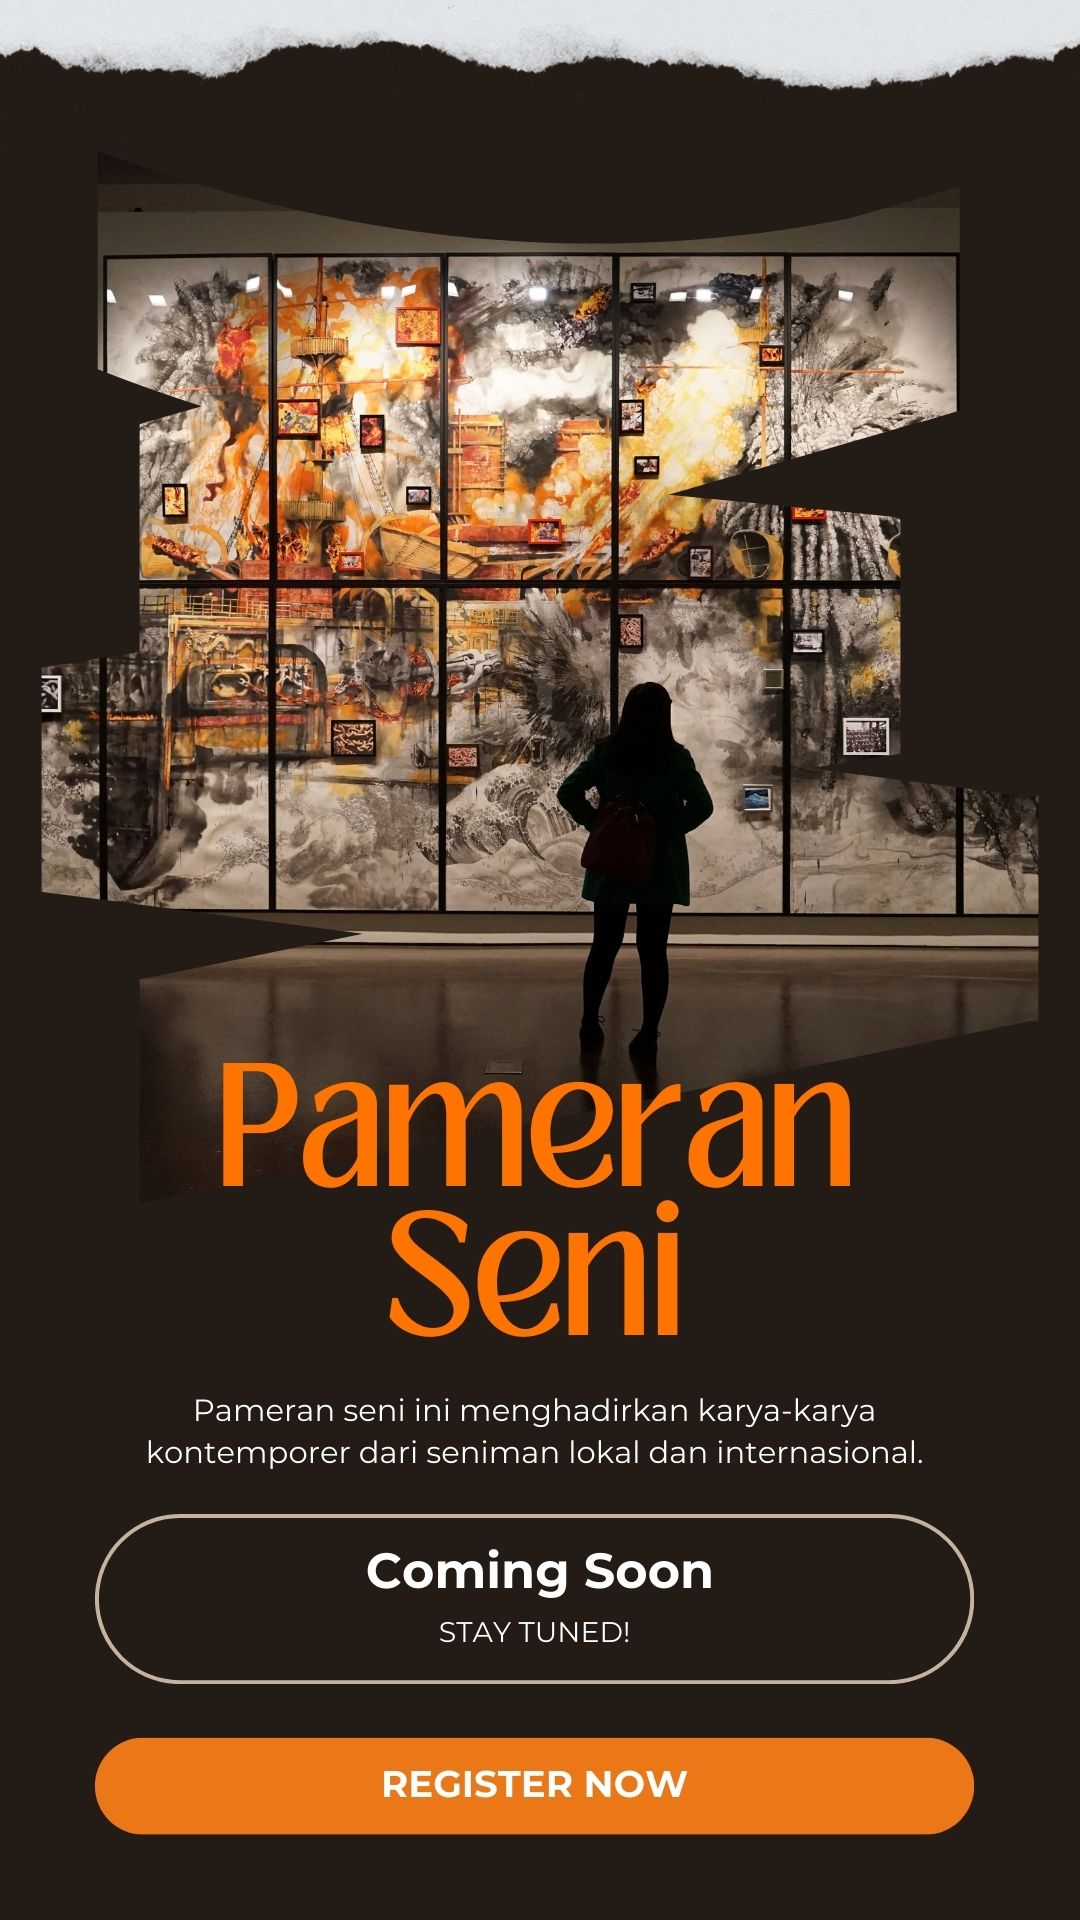 Pameran
Seni
Pameran seni ini menghadirkan karya-karya
kontemporer dari seniman lokal dan internasional.
Coming Soon
STAY TUNED!
REGISTER NOW